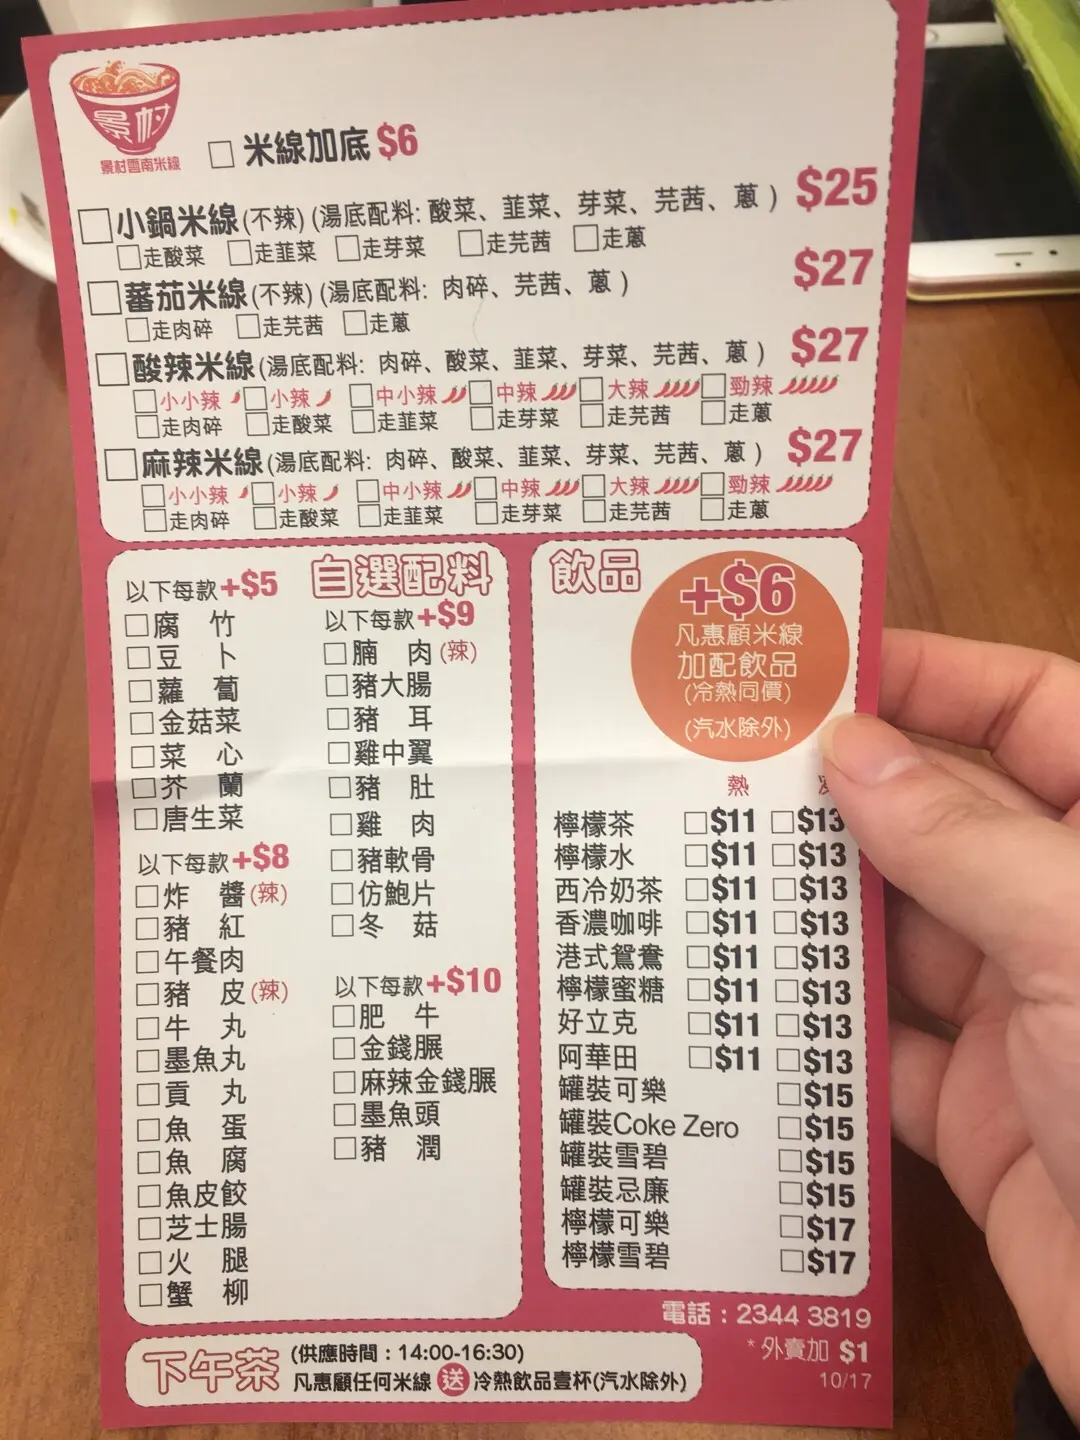 景村
景村雲南米線
米線加底 $6
小鍋米線(不辣) (湯底配料: 酸菜、韮菜、芽菜、芫茜、蔥 ) $25
走酸菜 走韮菜 走芽菜 走芫茜 走蔥
蕃茄米線(不辣) (湯底配料: 肉碎、芫茜、蔥 ) $27
走肉碎 走芫茜 走蔥
酸辣米線(湯底配料: 肉碎、酸菜、韮菜、芽菜、芫茜、蔥 ) $27
小小辣 小辣 中小辣 中辣 大辣 勁辣
走肉碎 走酸菜 走韮菜 走芽菜 走芫茜 走蔥
麻辣米線(湯底配料: 肉碎、酸菜、韮菜、芽菜、芫茜、蔥 ) $27
小小辣 小辣 中小辣 中辣 大辣 勁辣
走肉碎 走酸菜 走韮菜 走芽菜 走芫茜 走蔥
自選配料
以下每款+$5
腐竹
豆卜
蘿蔔
金菇菜
菜心
芥蘭
唐生菜
以下每款+$8
炸醬(辣)
豬紅
午餐肉
豬皮(辣)
牛丸
墨魚丸
貢丸
魚蛋
魚腐
魚皮餃
芝士腸
火腿
蟹柳
以下每款+$9
腩肉(辣)
豬大腸
豬耳
雞中翼
豬肚
雞肉
豬軟骨
仿鮑片
冬菇
以下每款+$10
肥牛
金錢脹
麻辣金錢脹
墨魚頭
豬潤
飲品
+$6
凡惠顧米線
加配飲品
(冷熱同價)
(汽水除外)
熱
檸檬茶 $11 $13
檸檬水 $11 $13
西冷奶茶 $11 $13
香濃咖啡 $11 $13
港式鴛鴦 $11 $13
檸檬蜜糖 $11 $13
好立克 $11 $13
阿華田 $11 $13
罐裝可樂 $15
罐裝Coke Zero $15
罐裝雪碧 $15
罐裝忌廉 $15
檸檬可樂 $17
檸檬雪碧 $17
電話：2344 3819
*外賣加 $1
10/17
下午茶 (供應時間：14:00-16:30)
凡惠顧任何米線 送 冷熱飲品壹杯(汽水除外)